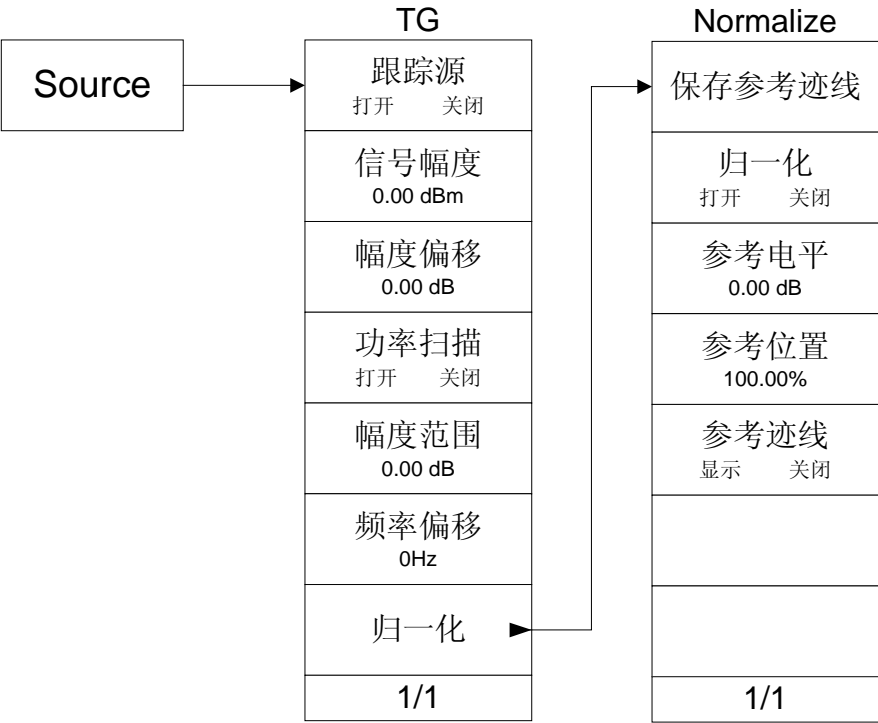 Source
TG
跟踪源
打开 关闭
信号幅度
0.00 dBm
幅度偏移
0.00 dB
功率扫描
打开 关闭
幅度范围
0.00 dB
频率偏移
0Hz
归一化
1/1
Normalize
保存参考迹线
归一化
打开 关闭
参考电平
0.00 dB
参考位置
100.00%
参考迹线
显示 关闭
1/1